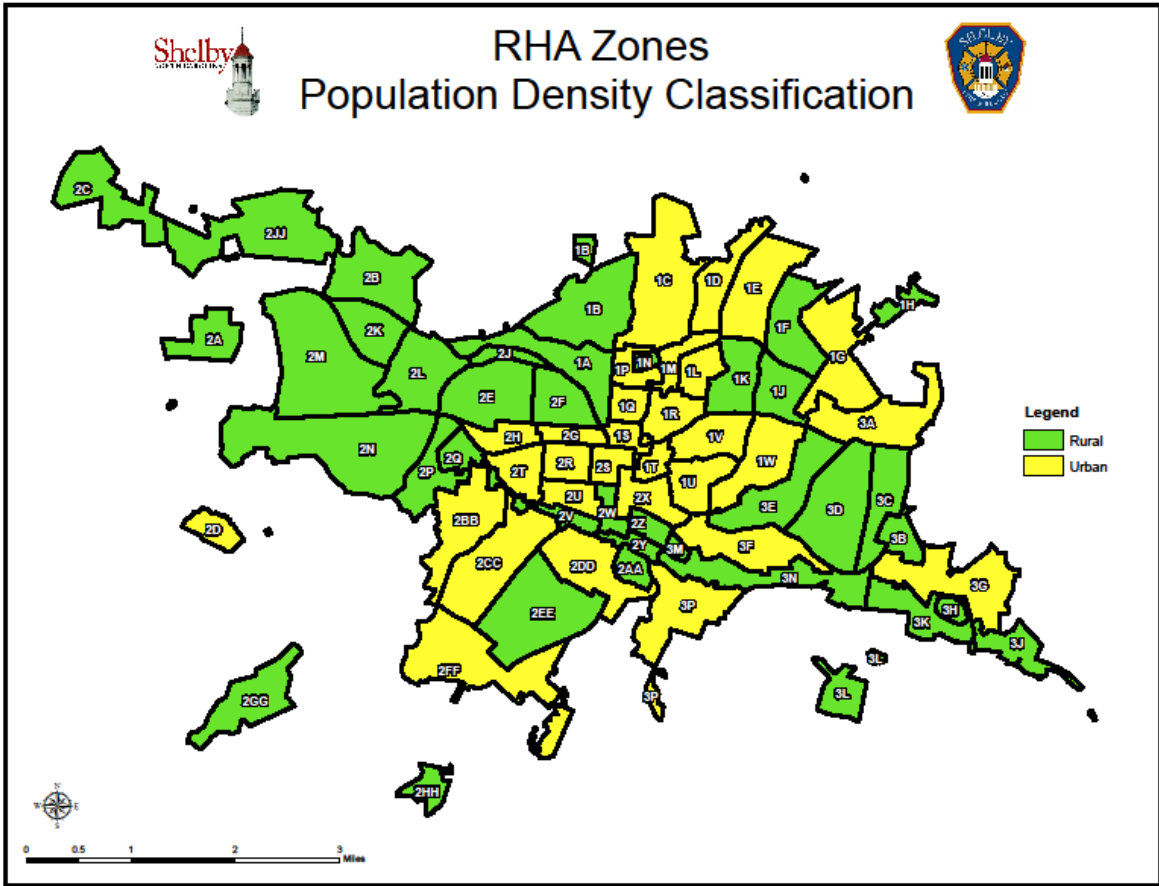 Shelby
NORTH CAROLINA
RHA Zones
Population Density Classification
SHELBY
2C
2JJ
1B
2B
1C
1D
1E
1H
1B
1F
2A
2K
2M
2J
1A
1P
1N
1M
1L
1G
2L
1K
1J
2E
2F
1Q
1R
3A
Legend
Rural
Urban
2H
2G
1S
1V
2N
2Q
2P
2T
2R
2S
1T
1W
1U
2U
2X
3E
3D
3C
2BB
2V
2W
2Z
2D
3F
3B
2Y
3M
2CC
2DD
2AA
3N
3G
2EE
3P
3K
3H
3J
3L
2FF
3L
2GG
3P
2HH
N
W
E
S
0
0.5
1
2
3
Miles